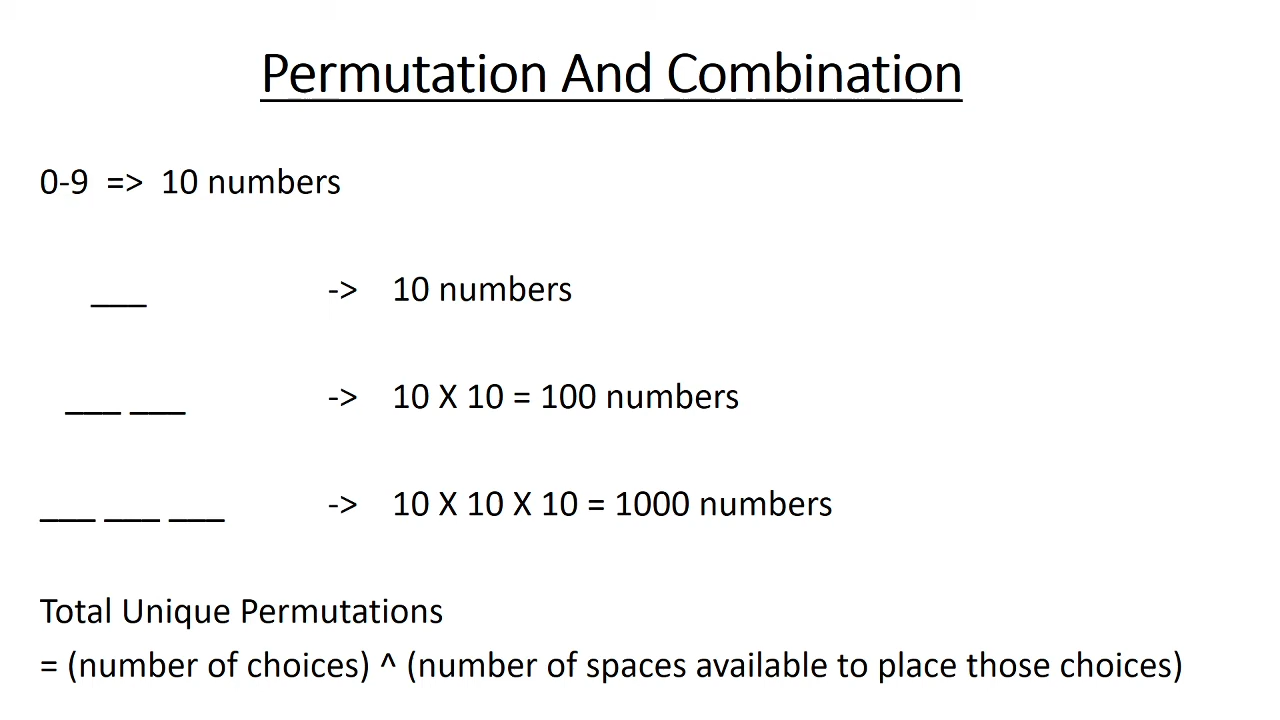 Permutation And Combination
0-9 => 10 numbers
___ -> 10 numbers
___ ___ -> 10 X 10 = 100 numbers
___ ___ ___ -> 10 X 10 X 10 = 1000 numbers
Total Unique Permutations
= (number of choices) ^ (number of spaces available to place those choices)